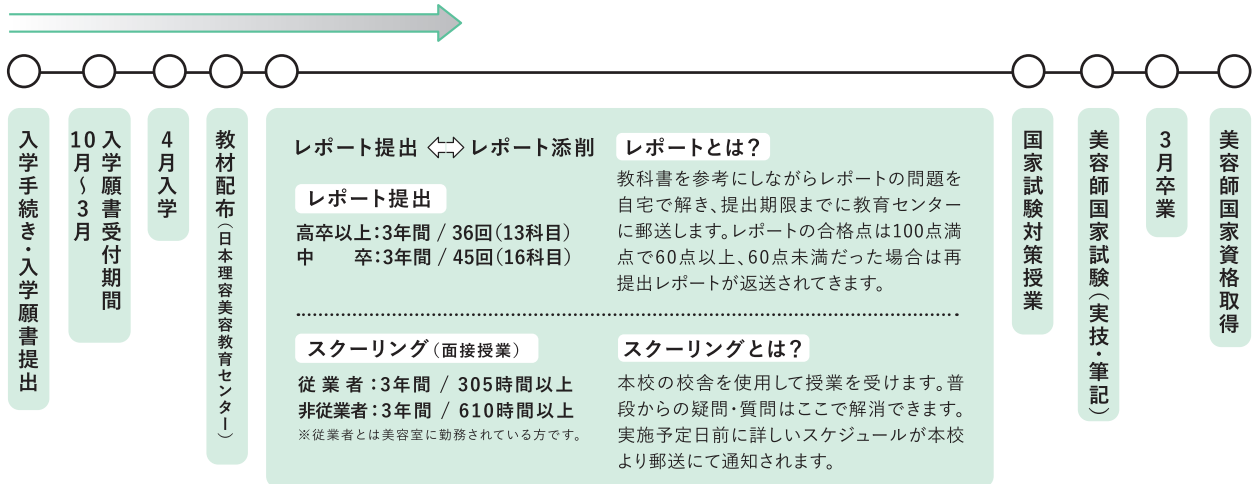 入学手続き・入学願書提出
入学願書受付期間
10月～3月
4月入学
教材配布（日本理容美容教育センター）
レポート提出 ⇔ レポート添削
レポート提出
高卒以上：3年間 / 36回（13科目）
中　　卒：3年間 / 45回（16科目）
レポートとは？
教科書を参考にしながらレポートの問題を
自宅で解き、提出期限までに教育センター
に郵送します。レポートの合格点は100点満
点で60点以上、60点未満だった場合は再
提出レポートが返送されてきます。
スクーリング（面接授業）
従 業 者：3年間 / 305時間以上
非従業者：3年間 / 610時間以上
※従業者とは美容室に勤務されている方です。
スクーリングとは？
本校の校舎を使用して授業を受けます。普
段からの疑問・質問はここで解消できます。
実施予定日前に詳しいスケジュールが本校
より郵送にて通知されます。
国家試験対策授業
美容師国家試験（実技・筆記）
3月卒業
美容師国家資格取得